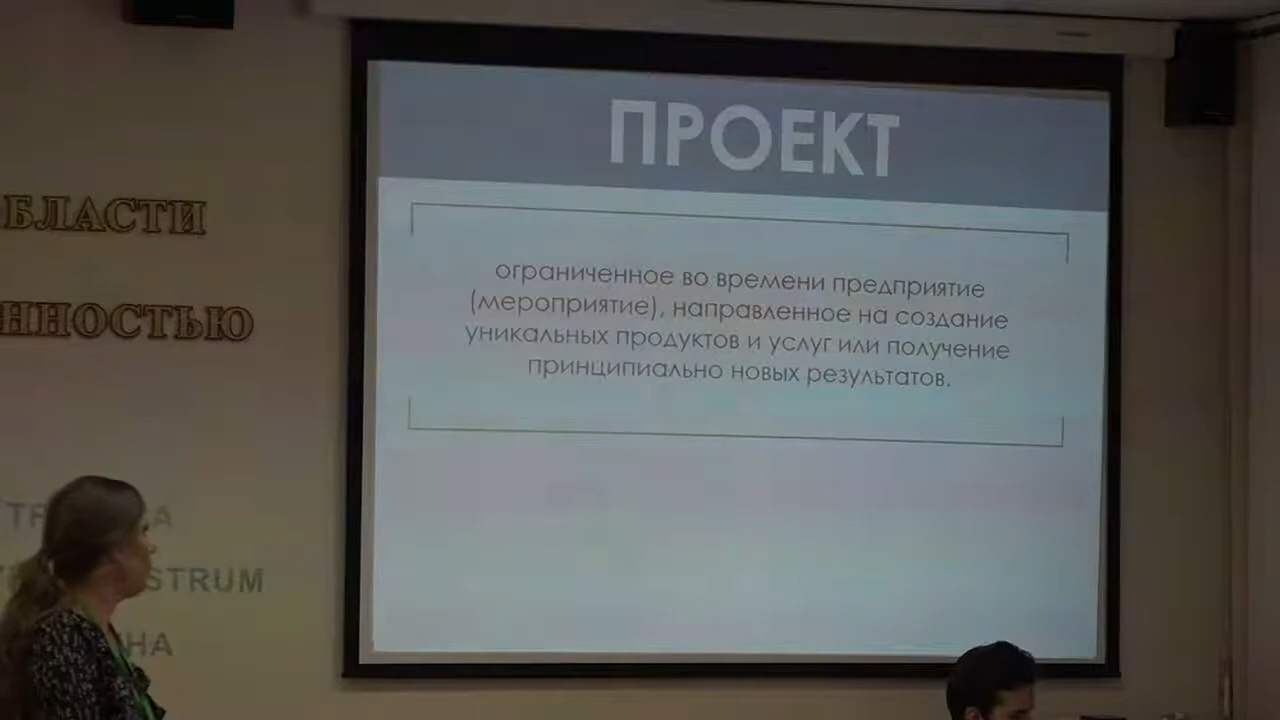 ПРОЕКТ
ограниченное во времени предприятие
(мероприятие), направленное на создание
уникальных продуктов и услуг или получение
принципиально новых результатов.
БЛАСТИ
ННОСТЬЮ
STRUM